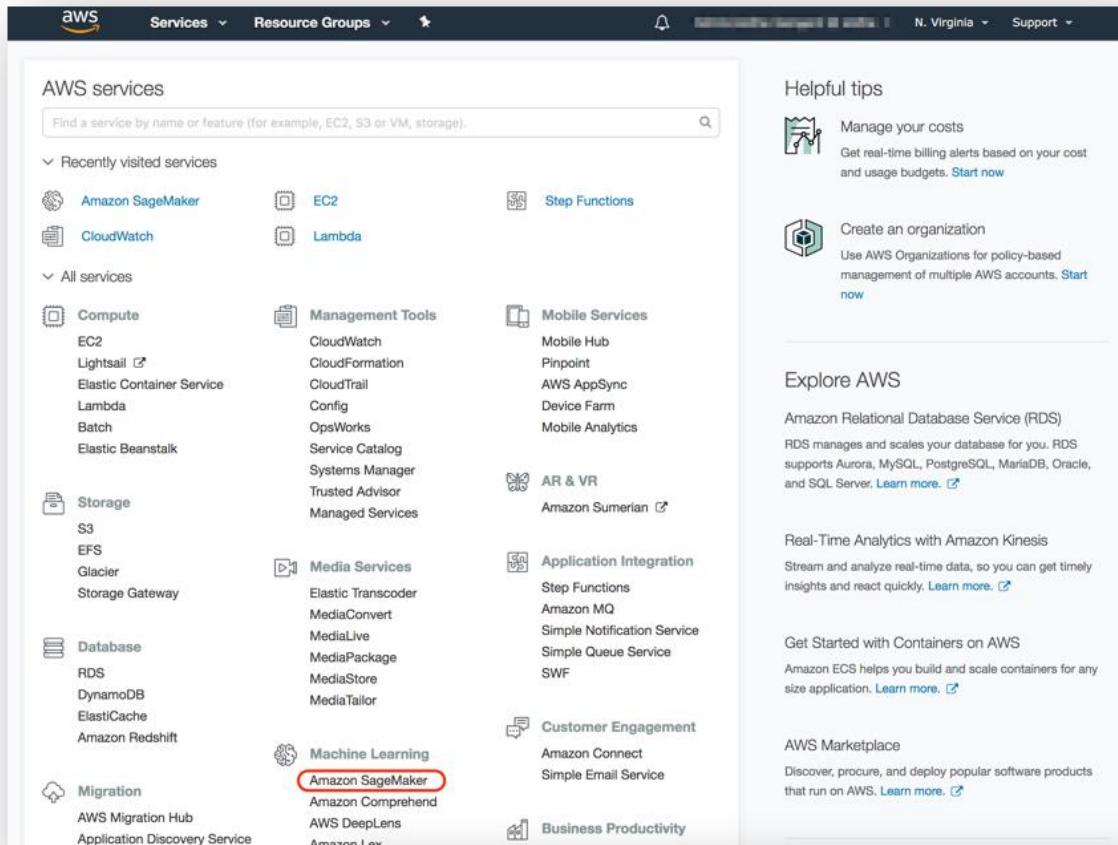 aws
Services
Resource Groups
N. Virginia
Support
AWS services
Find a service by name or feature (for example, EC2, S3 or VM, storage).
Recently visited services
Amazon SageMaker
EC2
Step Functions
CloudWatch
Lambda
All services
Compute
EC2
Lightsail
Elastic Container Service
Lambda
Batch
Elastic Beanstalk
Storage
S3
EFS
Glacier
Storage Gateway
Database
RDS
DynamoDB
ElastiCache
Amazon Redshift
Migration
AWS Migration Hub
Application Discovery Service
Management Tools
CloudWatch
CloudFormation
CloudTrail
Config
OpsWorks
Service Catalog
Systems Manager
Trusted Advisor
Managed Services
Media Services
Elastic Transcoder
MediaConvert
MediaLive
MediaPackage
MediaStore
MediaTailor
Machine Learning
Amazon SageMaker
Amazon Comprehend
AWS DeepLens
Amazon Lex
Mobile Services
Mobile Hub
Pinpoint
AWS AppSync
Device Farm
Mobile Analytics
AR & VR
Amazon Sumerian
Application Integration
Step Functions
Amazon MQ
Simple Notification Service
Simple Queue Service
SWF
Customer Engagement
Amazon Connect
Simple Email Service
Business Productivity
Helpful tips
Manage your costs
Get real-time billing alerts based on your cost
and usage budgets. Start now
Create an organization
Use AWS Organizations for policy-based
management of multiple AWS accounts. Start
now
Explore AWS
Amazon Relational Database Service (RDS)
RDS manages and scales your database for you. RDS
supports Aurora, MySQL, PostgreSQL, MariaDB, Oracle,
and SQL Server. Learn more.
Real-Time Analytics with Amazon Kinesis
Stream and analyze real-time data, so you can get timely
insights and react quickly. Learn more.
Get Started with Containers on AWS
Amazon ECS helps you build and scale containers for any
size application. Learn more.
AWS Marketplace
Discover, procure, and deploy popular software products
that run on AWS. Learn more.